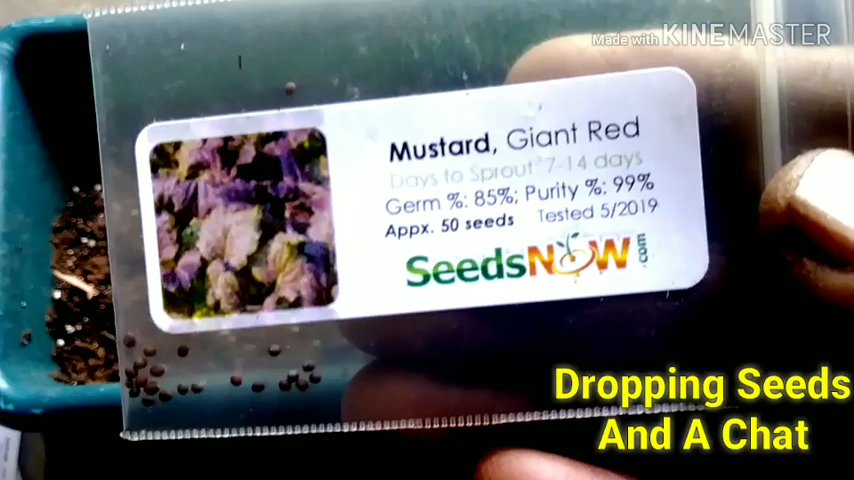 Made with KINEMASTER
Mustard, Giant Red
Days to Sprout: 7-14 days
Germ %: 85%; Purity %: 99%
Appx. 50 seeds Tested 5/2019
SeedsNOW.com
Dropping Seeds
And A Chat